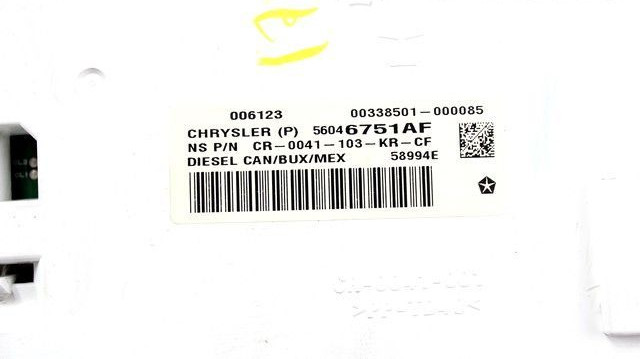 006123 00338501-000085
CHRYSLER (P) 56046751AF
NS P/N CR-0041-103-KR-CF
DIESEL CAN/BUX/MEX 58994E